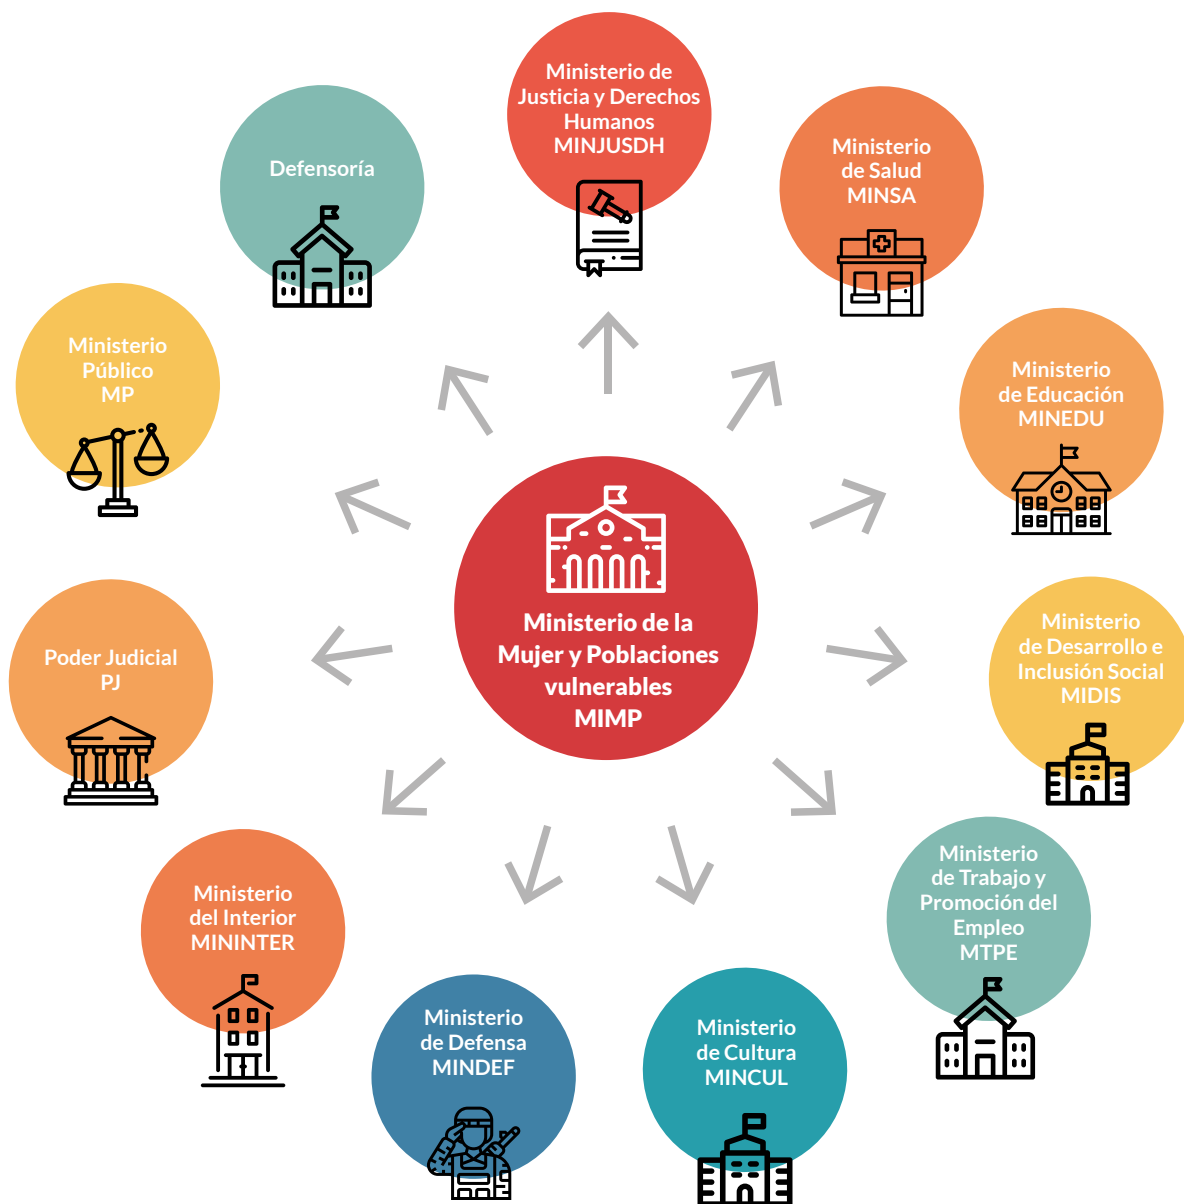 Ministerio de
Justicia y Derechos
Humanos
MINJUSDH
Ministerio
de Salud
MINSA
Defensoría
Ministerio
Público
MP
Ministerio
de Educación
MINEDU
Ministerio de la
Mujer y Poblaciones
vulnerables
MIMP
Poder Judicial
PJ
Ministerio
de Desarrollo e
Inclusión Social
MIDIS
Ministerio
de Trabajo y
Promoción del
Empleo
MTPE
Ministerio
del Interior
MININTER
Ministerio
de Defensa
MINDEF
Ministerio
de Cultura
MINCUL